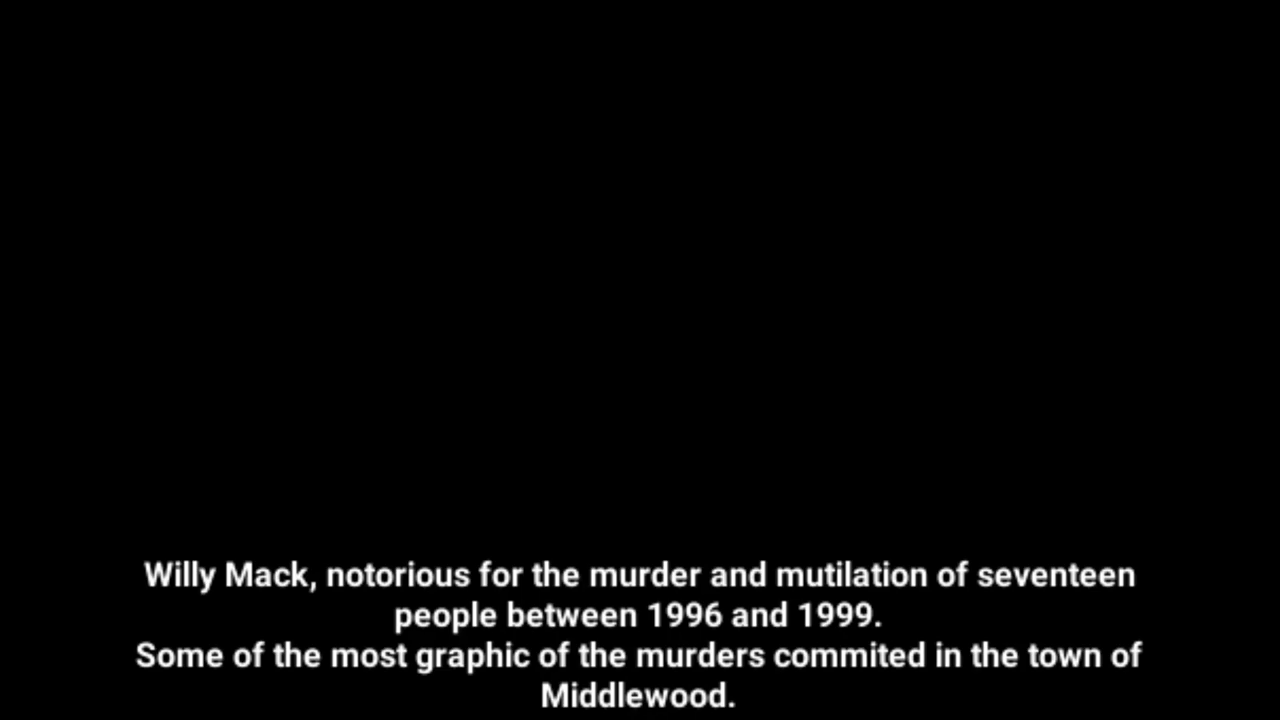 Willy Mack, notorious for the murder and mutilation of seventeen
people between 1996 and 1999.
Some of the most graphic of the murders commited in the town of
Middlewood.